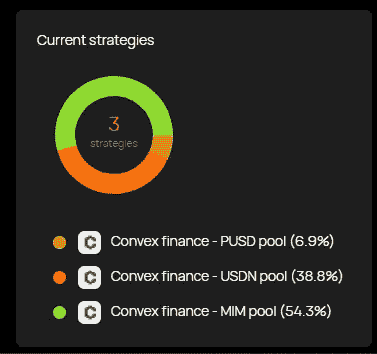 Current strategies
3
strategies
Convex finance - PUSD pool (6.9%)
Convex finance - USDN pool (38.8%)
Convex finance - MIM pool (54.3%)